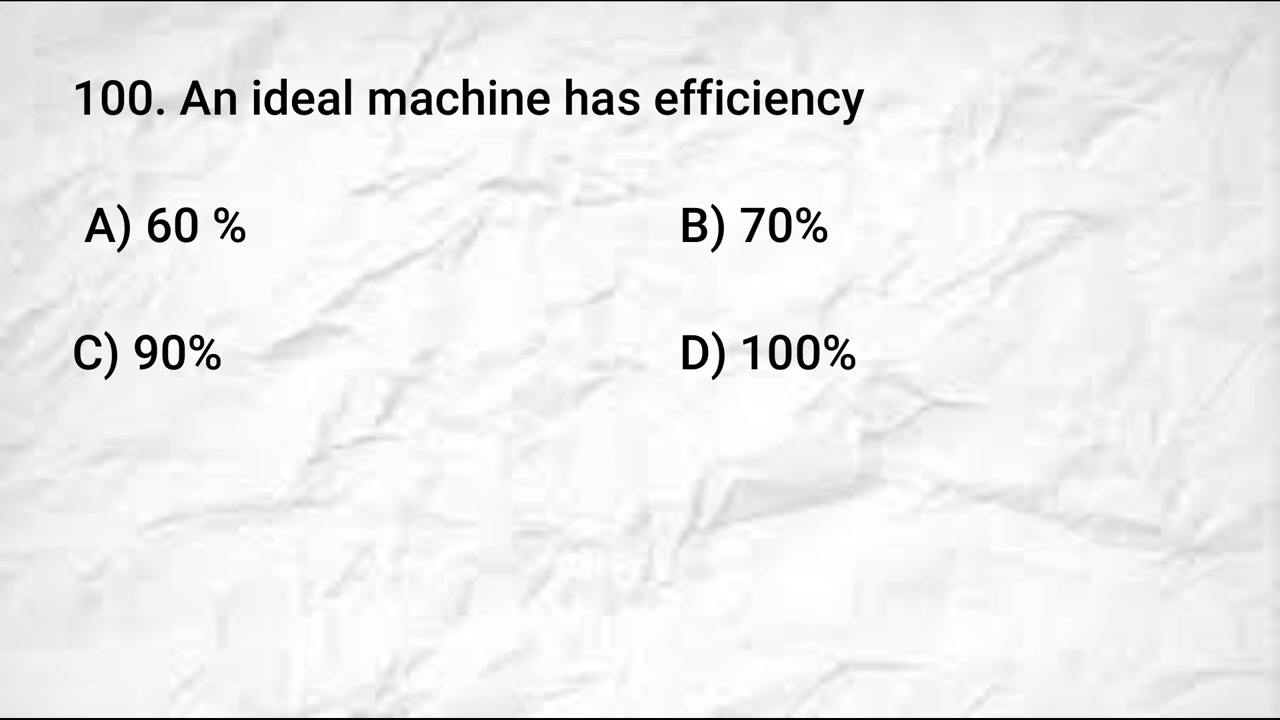 100. An ideal machine has efficiency
A) 60 % B) 70%
C) 90% D) 100%